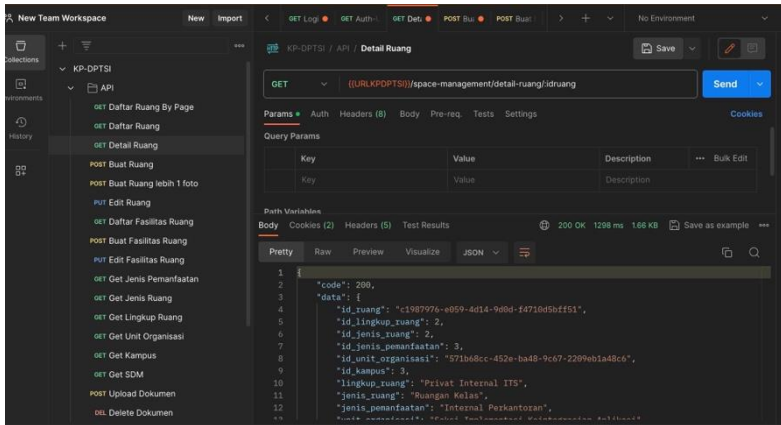 New Team Workspace New Import
GET Logi GET Auth- GET Deta POST Bua POST Buat No Environment
Collections
KP-DPTSI / API / Detail Ruang Save
KP-DPTSI
API
GET {{URLKPDPTSI}}/space-management/detail-ruang/:idruang Send
GET Daftar Ruang By Page
GET Daftar Ruang
GET Detail Ruang
POST Buat Ruang
POST Buat Ruang lebih 1 foto
PUT Edit Ruang
GET Daftar Fasilitas Ruang
POST Buat Fasilitas Ruang
PUT Edit Fasilitas Ruang
GET Get Jenis Pemanfaatan
GET Get Jenis Ruang
GET Get Lingkup Ruang
GET Get Unit Organisasi
GET Get Kampus
GET Get SDM
POST Upload Dokumen
DEL Delete Dokumen
History
Params Auth Headers (8) Body Pre-req. Tests Settings Cookies
Query Params
Key Value Description Bulk Edit
Key Value Description
Path Variables
Body Cookies (2) Headers (5) Test Results 200 OK 1298 ms 1.66 KB Save as example
Pretty Raw Preview Visualize JSON
1 {
2 "code": 200,
3 "data": {
4 "id_ruang": "c1987976-e059-4d14-9d0d-f4710d5bff51",
5 "id_lingkup_ruang": 2,
6 "id_jenis_ruang": 2,
7 "id_jenis_pemanfaatan": 3,
8 "id_unit_organisasi": "571b68cc-452e-ba48-9c67-2209eb1a48c6",
9 "id_kampus": 3,
10 "lingkup_ruang": "Privat Internal ITS",
11 "jenis_ruang": "Ruangan Kelas",
12 "jenis_pemanfaatan": "Internal Perkantoran",